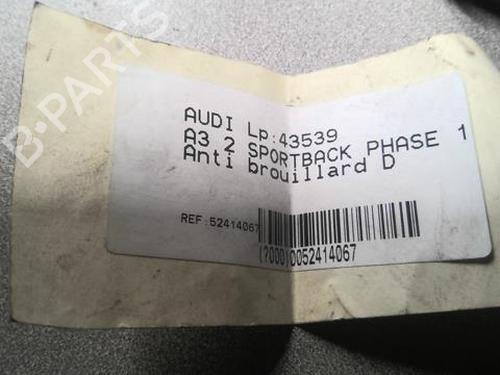 B-PARTS
AUDI Lp:43539
A3 2 SPORTBACK PHASE 1
Anti brouillard D
REF:52414067
(7000)0052414067